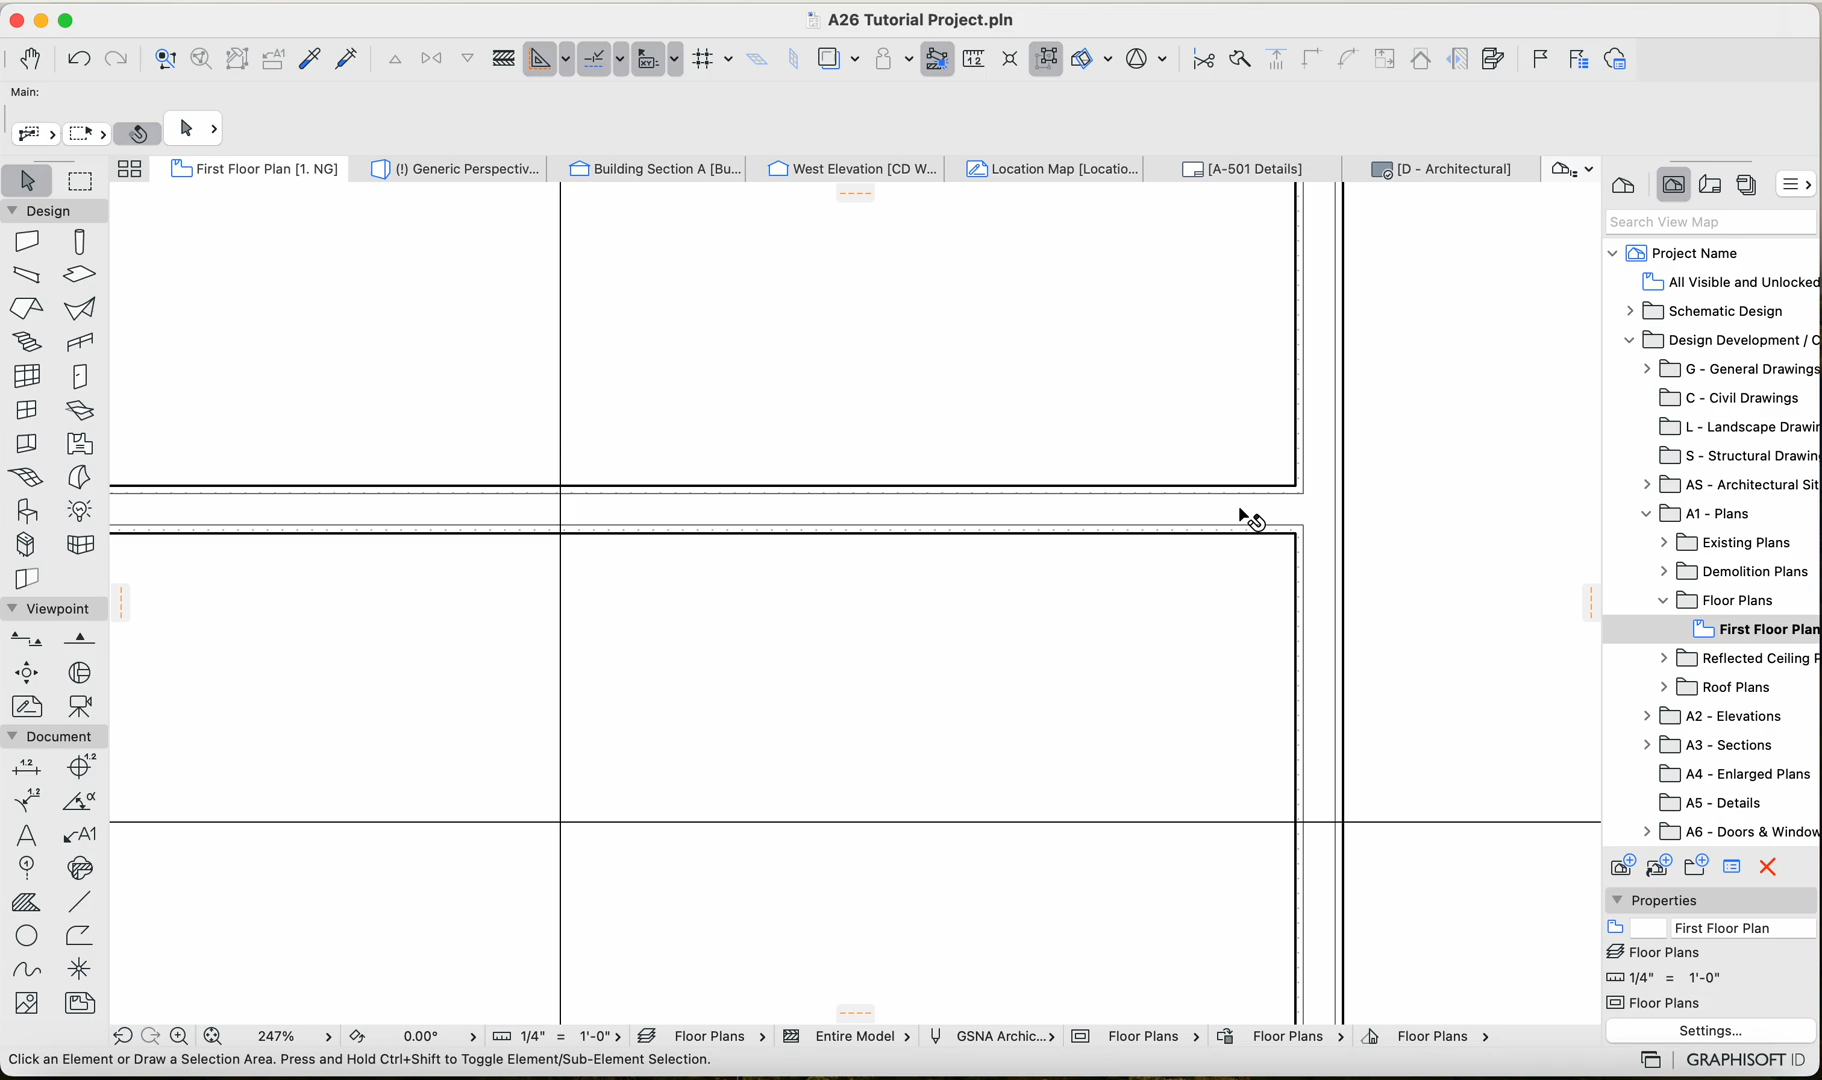 A26 Tutorial Project.pln
Main:
First Floor Plan [1. NG]
(!) Generic Perspectiv...
Building Section A [Bu...
West Elevation [CD W...
Location Map [Locatio...
[A-501 Details]
[D - Architectural]
Design
Viewpoint
Document
Search View Map
Project Name
All Visible and Unlocked
Schematic Design
Design Development / C
G - General Drawings
C - Civil Drawings
L - Landscape Drawin
S - Structural Drawin
AS - Architectural Sit
A1 - Plans
Existing Plans
Demolition Plans
Floor Plans
First Floor Plan
Reflected Ceiling P
Roof Plans
A2 - Elevations
A3 - Sections
A4 - Enlarged Plans
A5 - Details
A6 - Doors & Window
Properties
First Floor Plan
Floor Plans
1/4" = 1'-0"
Floor Plans
Settings...
247%
0.00°
1/4" = 1'-0"
Floor Plans
Entire Model
GSNA Archic...
Floor Plans
Floor Plans
Floor Plans
Click an Element or Draw a Selection Area. Press and Hold Ctrl+Shift to Toggle Element/Sub-Element Selection.
GRAPHISOFT ID